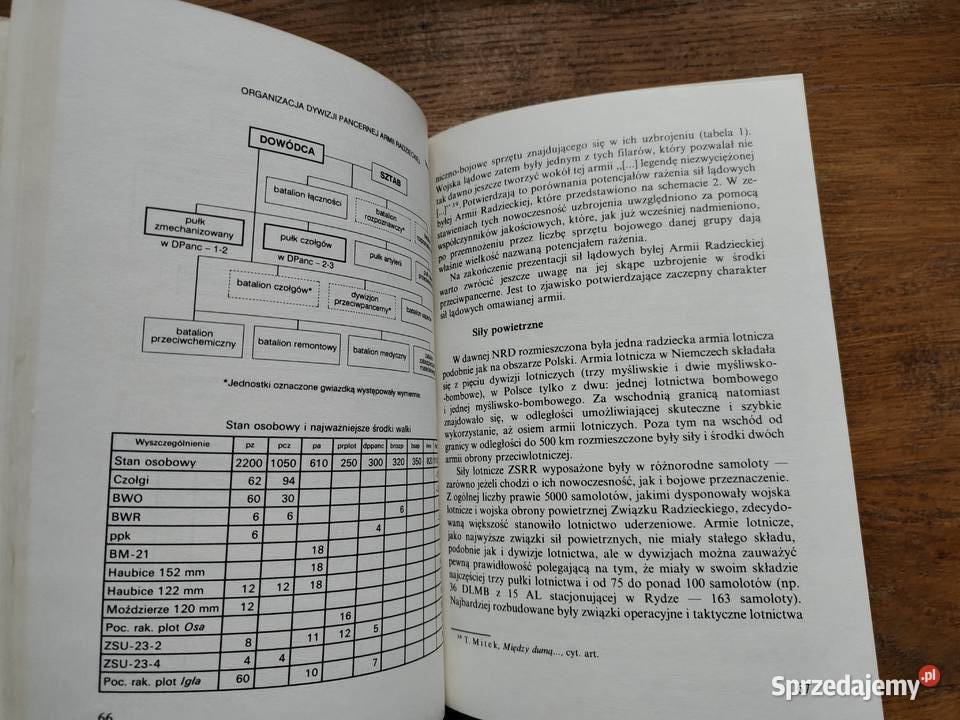 ORGANIZACJA DYWIZJI PANCERNEJ ARMII RADZIECKIEJ
DOWÓDCA
SZTAB
batalion łączności
batalion rozpoznawczy*
pułk zmechanizowany
w DPanc – 1-2
pułk czołgów
w DPanc – 2-3
pułk artylerii
batalion czołgów*
dywizjon przeciwpancerny*
batalion
batalion przeciwchemiczny
batalion remontowy
batalion medyczny
*Jednostki oznaczone gwiazdką występowały wymiennie
Stan osobowy i najważniejsze środki walki
Wyszczególnienie pz pcz pa prplot dppanc brozp
Stan osobowy 2200 1050 610 250 300 320 350
Czołgi 62 94
BWO 60 30
BWR 6 6 6
ppk 6 4
BM-21 18
Haubice 152 mm 18
Haubice 122 mm 12 12 18
Moździerze 120 mm 12
Poc. rak. plot Osa 16
ZSU-23-2 8 11 12 5
ZSU-23-4 4 4 7
Poc. rak. plot Igla 60 10
66
niczno-bojowe sprzętu znajdującego się w ich uzbrojeniu (tabela 1).
Wojska lądowe zatem były jednym z tych filarów, który pozwalał nie
tak dawno jeszcze tworzyć wokół tej armii „[...] legendę niezwyciężonej
[...]” ³⁹. Potwierdzają to porównania potencjałów rażenia sił lądowych
byłej Armii Radzieckiej, które przedstawiono na schemacie 2. W ze-
stawieniach tych nowoczesność uzbrojenia uwzględniono za pomocą
współczynników jakościowych, które, jak już wcześniej nadmieniono,
po przemnożeniu przez liczbę sprzętu bojowego danej grupy dają
właśnie wielkość nazwaną potencjałem rażenia.
Na zakończenie prezentacji sił lądowych byłej Armii Radzieckiej
warto zwrócić jeszcze uwagę na jej skąpe uzbrojenie w środki
przeciwpancerne. Jest to zjawisko potwierdzające zaczepny charakter
sił lądowych omawianej armii.
Siły powietrzne
W dawnej NRD rozmieszczona była jedna radziecka armia lotnicza
podobnie jak na obszarze Polski. Armia lotnicza w Niemczech składała
się z pięciu dywizji lotniczych (trzy myśliwskie i dwie myśliwsko-
-bombowe), w Polsce tylko z dwu: jednej lotnictwa bombowego
i jednej myśliwsko-bombowego. Za wschodnią granicą natomiast
znajdowało się, w odległości umożliwiającej skuteczne i szybkie
wykorzystanie, aż osiem armii lotniczych. Poza tym na wschód od
granicy w odległości do 500 km rozmieszczone były siły i środki dwóch
armii obrony przeciwlotniczej.
Siły lotnicze ZSRR wyposażone były w różnorodne samoloty —
zarówno jeżeli chodzi o ich nowoczesność, jak i bojowe przeznaczenie.
Z ogólnej liczby prawie 5000 samolotów, jakimi dysponowały wojska
lotnicze i wojska obrony powietrznej Związku Radzieckiego, zdecydo-
waną większość stanowiło lotnictwo uderzeniowe. Armie lotnicze,
jako najwyższe związki sił powietrznych, nie miały stałego składu,
podobnie jak i dywizje lotnictwa, ale w dywizjach można zauważyć
pewną prawidłowość polegającą na tym, że miały w swoim składzie
najczęściej trzy pułki lotnictwa i od 75 do ponad 100 samolotów (np.
36 DLMB z 15 AL stacjonującej w Rydze — 163 samoloty).
Najbardziej rozbudowane były związki operacyjne i taktyczne lotnictwa
³⁹ T. Mitek, Między dumą..., cyt. art.
Sprzedajemy.pl